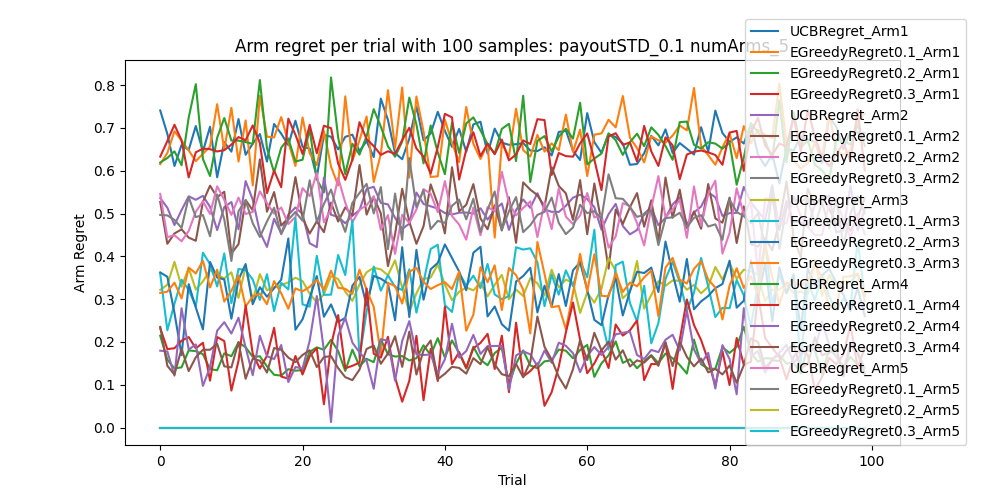 Arm regret per trial with 100 samples: payoutSTD_0.1 numArms_5
Arm Regret
0.8
0.7
0.6
0.5
0.4
0.3
0.2
0.1
0.0
0
20
40
60
80
100
Trial
UCBRegret_Arm1
EGreedyRegret0.1_Arm1
EGreedyRegret0.2_Arm1
EGreedyRegret0.3_Arm1
UCBRegret_Arm2
EGreedyRegret0.1_Arm2
EGreedyRegret0.2_Arm2
EGreedyRegret0.3_Arm2
UCBRegret_Arm3
EGreedyRegret0.1_Arm3
EGreedyRegret0.2_Arm3
EGreedyRegret0.3_Arm3
UCBRegret_Arm4
EGreedyRegret0.1_Arm4
EGreedyRegret0.2_Arm4
EGreedyRegret0.3_Arm4
UCBRegret_Arm5
EGreedyRegret0.1_Arm5
EGreedyRegret0.2_Arm5
EGreedyRegret0.3_Arm5